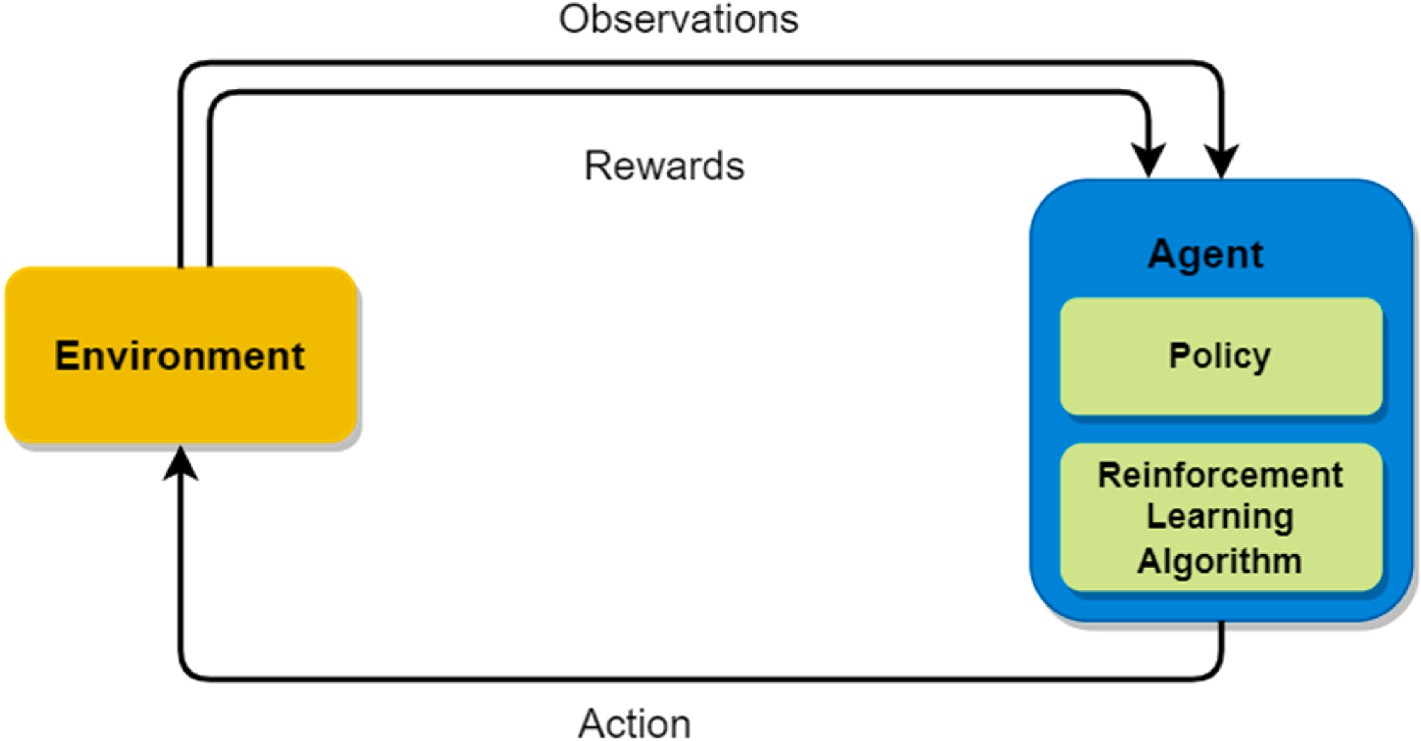 Observations
Rewards
Agent
Environment
Policy
Reinforcement
Learning
Algorithm
Action